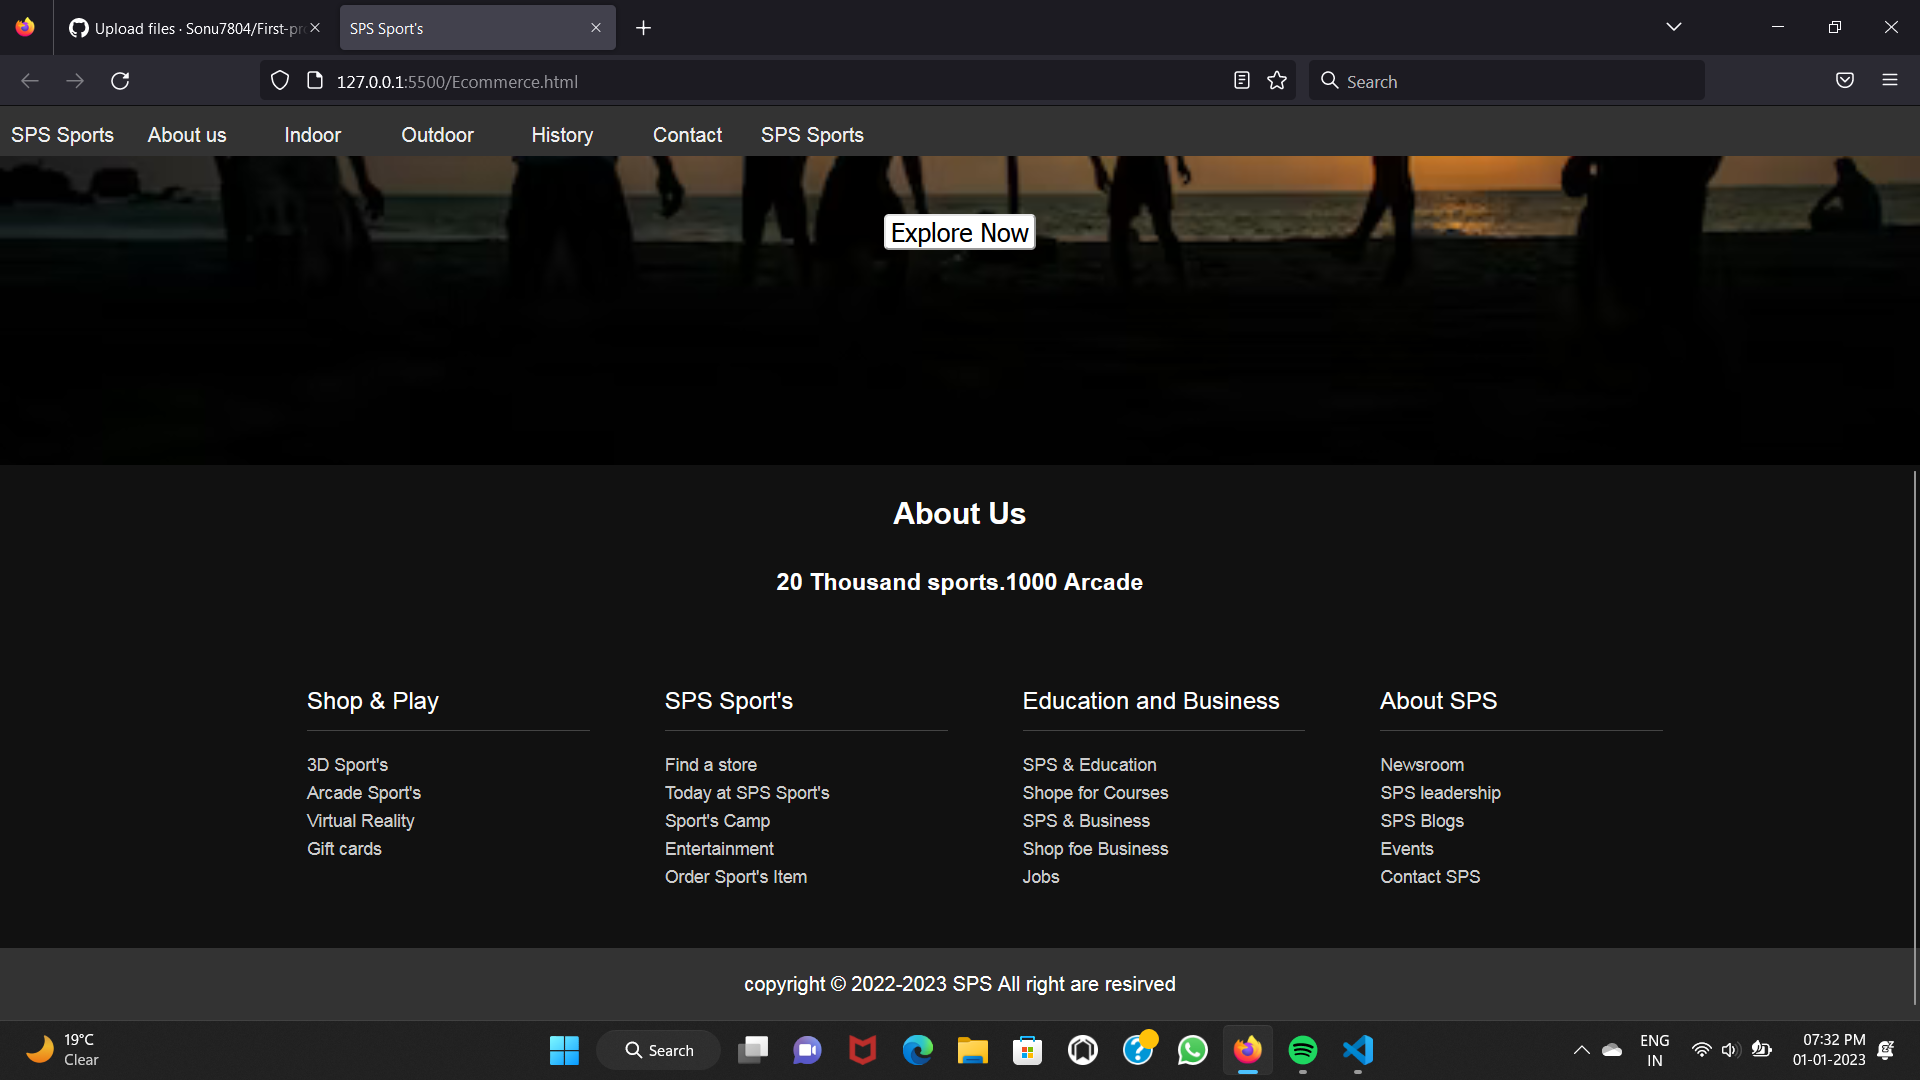 Upload files · Sonu7804/First-pr
SPS Sport's
127.0.0.1:5500/Ecommerce.html
Search
SPS Sports About us Indoor Outdoor History Contact SPS Sports
Explore Now
About Us
20 Thousand sports.1000 Arcade
Shop & Play
3D Sport's
Arcade Sport's
Virtual Reality
Gift cards
SPS Sport's
Find a store
Today at SPS Sport's
Sport's Camp
Entertainment
Order Sport's Item
Education and Business
SPS & Education
Shope for Courses
SPS & Business
Shop foe Business
Jobs
About SPS
Newsroom
SPS leadership
SPS Blogs
Events
Contact SPS
copyright © 2022-2023 SPS All right are resirved
19°C
Clear
Search
ENG
IN
07:32 PM
01-01-2023